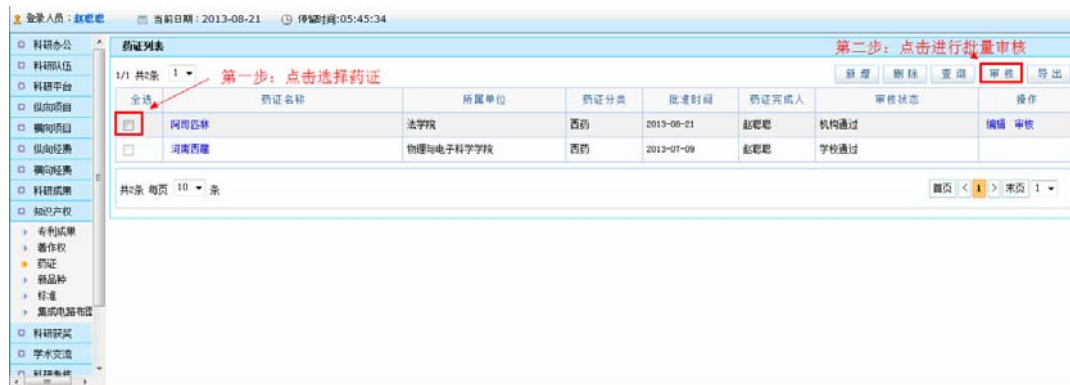 登录人员：赵聪聪 当前日期：2013-08-21 停留时间:05:45:34
科研办公
科研队伍
科研平台
纵向项目
横向项目
纵向经费
横向经费
科研成果
知识产权
专利成果
著作权
药证
新品种
标准
集成电路布图
科研获奖
学术交流
科研考核
药证列表
第二步：点击进行批量审核
1/1 共2条 1
第一步：点击选择药证
新增 删除 查询 审核 导出
全选 药证名称 所属单位 药证分类 批准时间 药证完成人 审核状态 操作
阿司匹林 法学院 西药 2013-08-21 赵聪聪 机构通过 编辑 审核
河南西藏 物理与电子科学学院 西药 2013-07-09 赵聪聪 学校通过
共2条 每页 10 条
首页 < 1 > 末页 1